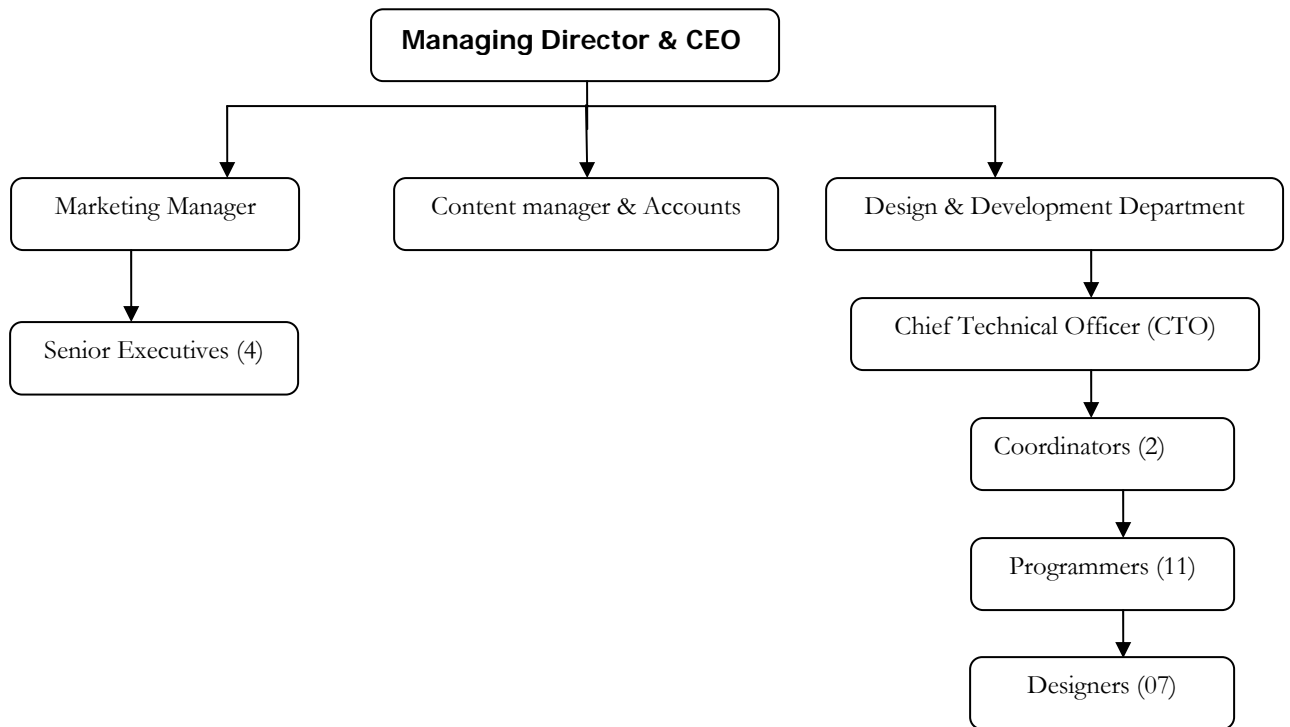 Managing Director & CEO
Marketing Manager
Content manager & Accounts
Design & Development Department
Senior Executives (4)
Chief Technical Officer (CTO)
Coordinators (2)
Programmers (11)
Designers (07)